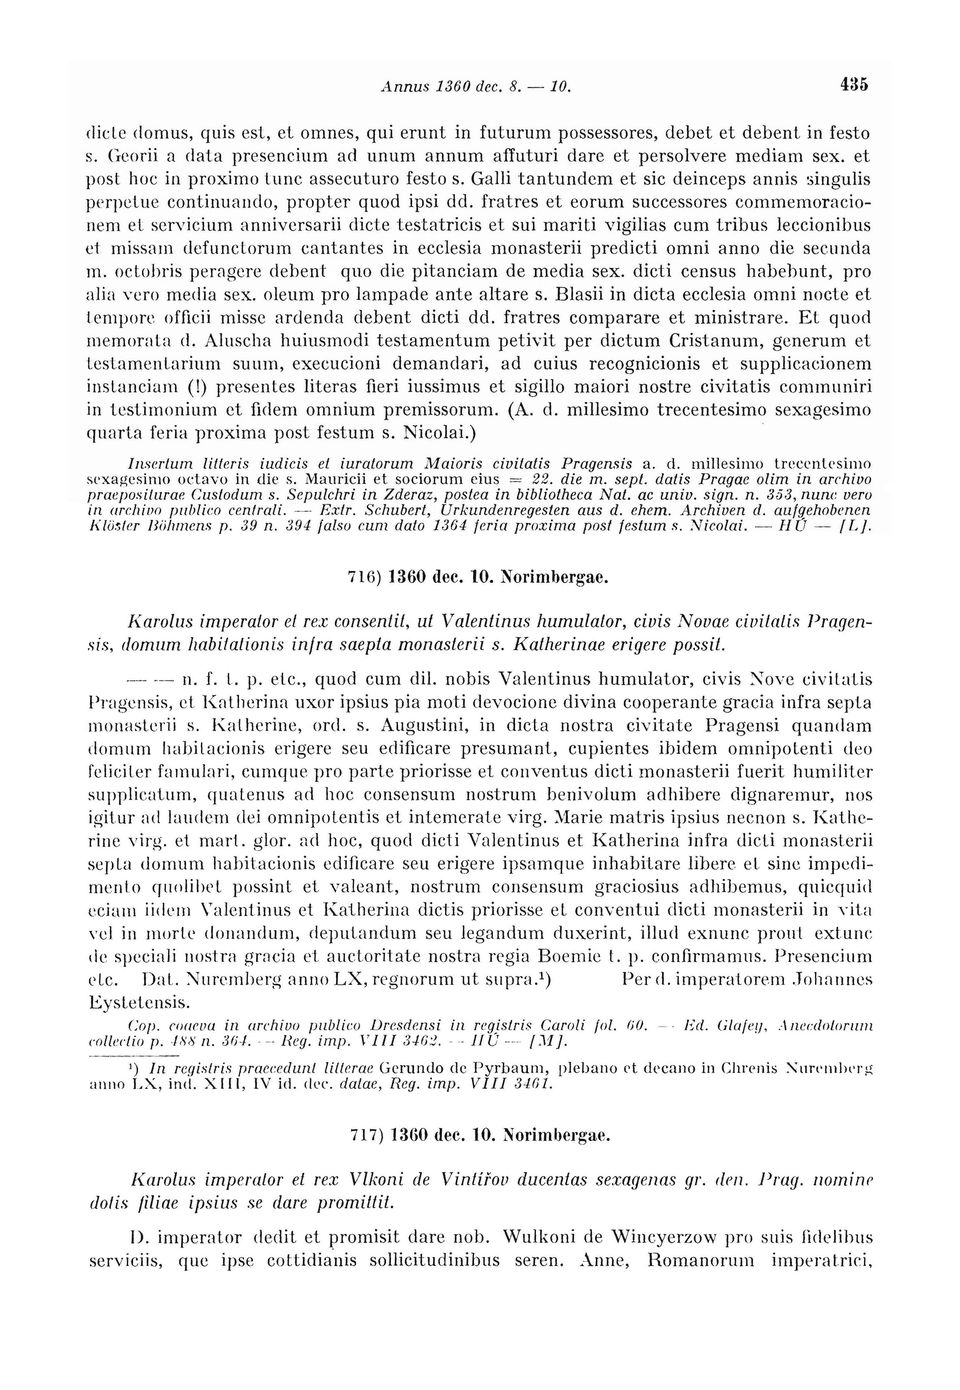 Annus 1360 dec. 8. — 10. 435
dicte domus, quis est, et omnes, qui erunt in futurum possessores, debet et debent in festo
s. Georii a data presencium ad unum annum affuturi dare et persolvere mediam sex. et
post hoc in proximo tunc assecuturo festo s. Galli tantundem et sic deinceps annis singulis
perpetue continuando, propter quod ipsi dd. fratres et eorum successores commemoracio-
nem et servicium anniversarii dicte testatricis et sui mariti vigilias cum tribus leccionibus
et missam defunctorum cantantes in ecclesia monasterii predicti omni anno die secunda
m. octobris peragere debent quo die pitanciam de media sex. dicti census habebunt, pro
alia vero media sex. oleum pro lampade ante altare s. Blasii in dicta ecclesia omni nocte et
tempore officii misse ardenda debent dicti dd. fratres comparare et ministrare. Et quod
memorata d. Aluscha huiusmodi testamentum petivit per dictum Cristanum, generum et
testamentarium suum, execucioni demandari, ad cuius recognicionis et supplicacionem
instanciam (!) presentes literas fieri iussimus et sigillo maiori nostre civitatis communiri
in testimonium et fidem omnium premissorum. (A. d. millesimo trecentesimo sexagesimo
quarta feria proxima post festum s. Nicolai.)
Insertum litteris iudicis et iuratorum Maioris civitatis Pragensis a. d. millesimo trecentesimo
sexagesimo octavo in die s. Mauricii et sociorum eius = 22. die m. sept. datis Pragae olim in archivo
praepositurae Custodum s. Sepulchri in Zderaz, postea in bibliotheca Nat. ac univ. sign. n. 353, nunc vero
in archivo publico centrali. — Extr. Schubert, Urkundenregesten aus d. ehem. Archiven d. aufgehobenen
Klöster Böhmens p. 39 n. 394 falso cum dato 1364 feria proxima post festum s. Nicolai. — HÚ — [L].
716) 1360 dec. 10. Norimbergae.
Karolus imperator et rex consentit, ut Valentinus humulator, civis Novae civitatis Pragen-
sis, domum habitationis infra saepta monasterii s. Katherinae erigere possit.
— — n. f. t. p. etc., quod cum dil. nobis Valentinus humulator, civis Nove civitatis
Pragensis, et Katherina uxor ipsius pia moti devocione divina cooperante gracia infra septa
monasterii s. Katherine, ord. s. Augustini, in dicta nostra civitate Pragensi quandam
domum habitacionis erigere seu edificare presumant, cupientes ibidem omnipotenti deo
feliciter famulari, cumque pro parte priorisse et conventus dicti monasterii fuerit humiliter
supplicatum, quatenus ad hoc consensum nostrum benivolum adhibere dignaremur, nos
igitur ad laudem dei omnipotentis et intemerate virg. Marie matris ipsius necnon s. Kathe-
rine virg. et mart. glor. ad hoc, quod dicti Valentinus et Katherina infra dicti monasterii
septa domum habitacionis edificare seu erigere ipsamque inhabitare libere et sine impedi-
mento quolibet possint et valeant, nostrum consensum graciosius adhibemus, quicquid
eciam iidem Valentinus et Katherina dictis priorisse et conventui dicti monasterii in vita
vel in morte donandum, deputandum seu legandum duxerint, illud exnunc prout extunc
de speciali nostra gracia et auctoritate nostra regia Boemie t. p. confirmamus. Presencium
etc. Dat. Nuremberg anno LX, regnorum ut supra.¹) Per d. imperatorem Johannes
Eystetensis.
Cop. coaeva in archivo publico Dresdensi in registris Caroli fol. 60. — Ed. Glafey, Anecdotorum
collectio p. 488 n. 364. — Reg. imp. VIII 3462. — HÚ — [M].
¹) In registris praecedunt litterae Gerundo de Pyrbaum, plebano et decano in Chrenis Nuremberg
anno LX, ind. XIII, IV id. dec. datae, Reg. imp. VIII 3461.
717) 1360 dec. 10. Norimbergae.
Karolus imperator et rex Vlkoni de Vintířov ducentas sexagenas gr. den. Prag. nomine
dotis filiae ipsius se dare promittit.
D. imperator dedit et promisit dare nob. Wulkoni de Wincyerzow pro suis fidelibus
serviciis, que ipse cottidianis sollicitudinibus seren. Anne, Romanorum imperatrici,